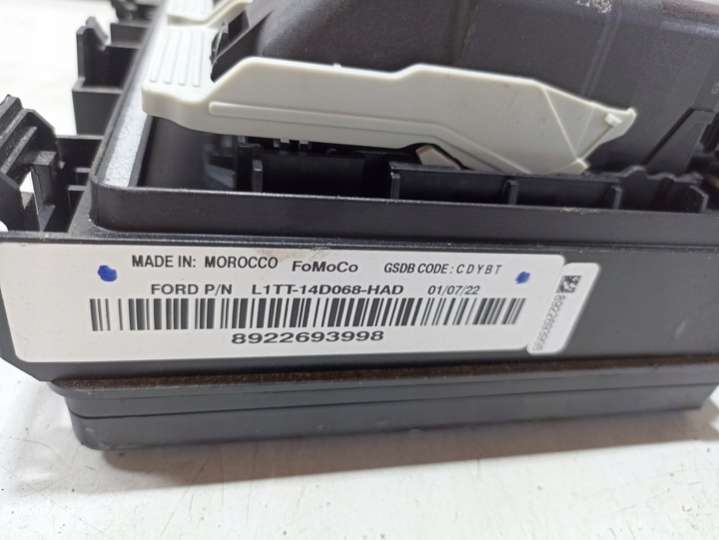 MADE IN: MOROCCO FoMoCo GSDB CODE: CDYBT
FORD P/N L1TT-14D068-HAD 01/07/22
8922693998